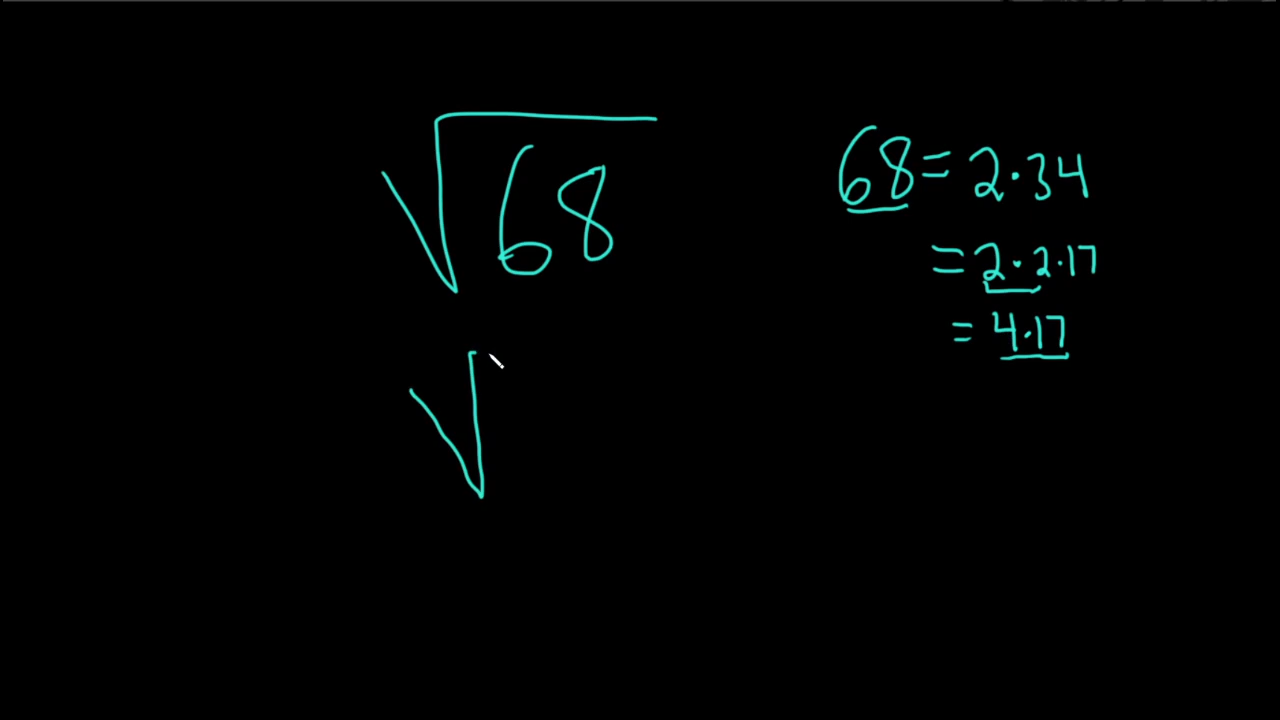 √68
68 = 2·34
= 2·2·17
= 4·17
√